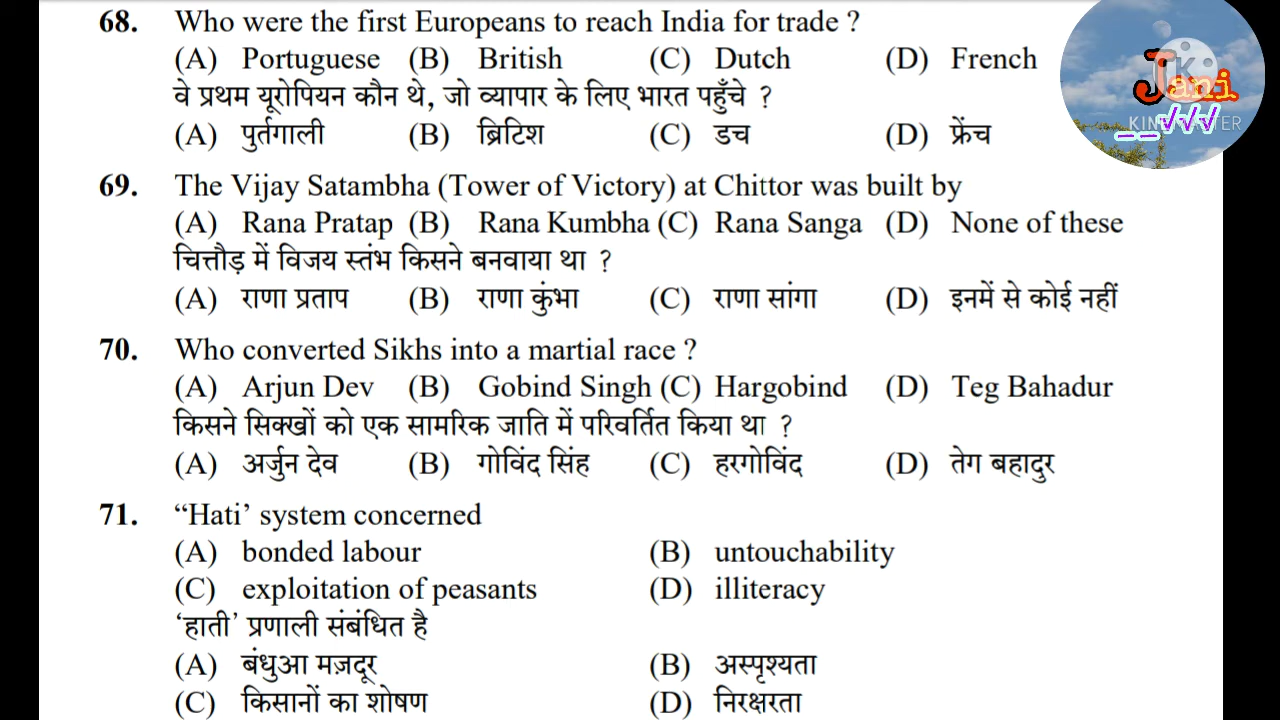 68. Who were the first Europeans to reach India for trade ?
(A) Portuguese (B) British (C) Dutch (D) French
वे प्रथम यूरोपियन कौन थे, जो व्यापार के लिए भारत पहुँचे ?
(A) पुर्तगाली (B) ब्रिटिश (C) डच (D) फ्रेंच
69. The Vijay Satambha (Tower of Victory) at Chittor was built by
(A) Rana Pratap (B) Rana Kumbha (C) Rana Sanga (D) None of these
चित्तौड़ में विजय स्तंभ किसने बनवाया था ?
(A) राणा प्रताप (B) राणा कुंभा (C) राणा सांगा (D) इनमें से कोई नहीं
70. Who converted Sikhs into a martial race ?
(A) Arjun Dev (B) Gobind Singh (C) Hargobind (D) Teg Bahadur
किसने सिक्खों को एक सामरिक जाति में परिवर्तित किया था ?
(A) अर्जुन देव (B) गोविंद सिंह (C) हरगोविंद (D) तेग बहादुर
71. “Hati’ system concerned
(A) bonded labour (B) untouchability
(C) exploitation of peasants (D) illiteracy
‘हाती’ प्रणाली संबंधित है
(A) बंधुआ मज़दूर (B) अस्पृश्यता
(C) किसानों का शोषण (D) निरक्षरता
Jani